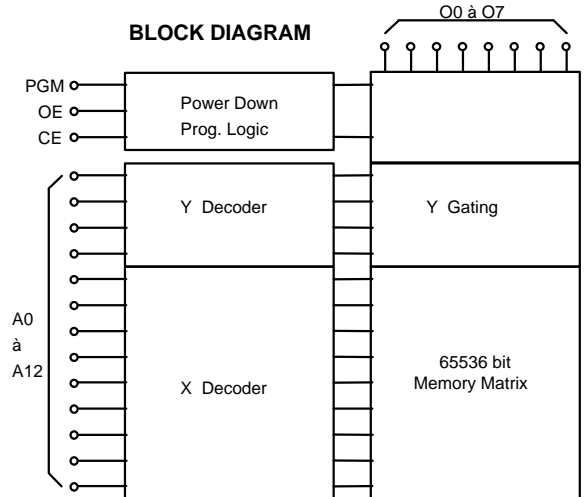 BLOCK DIAGRAM
O0 à O7
PGM
OE
CE
Power Down
Prog. Logic
Y Decoder
Y Gating
A0
à
A12
X Decoder
65536 bit
Memory Matrix